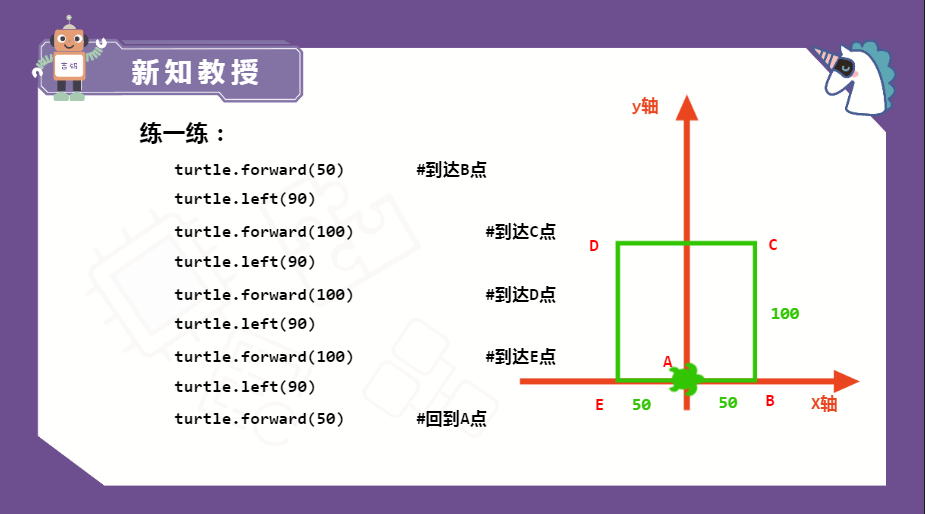 吉码
新知教授
练一练：
turtle.forward(50) #到达B点
turtle.left(90)
turtle.forward(100) #到达C点
turtle.left(90)
turtle.forward(100) #到达D点
turtle.left(90)
turtle.forward(100) #到达E点
turtle.left(90)
turtle.forward(50) #回到A点
y轴
D
C
100
A
E
50
50
B
X轴